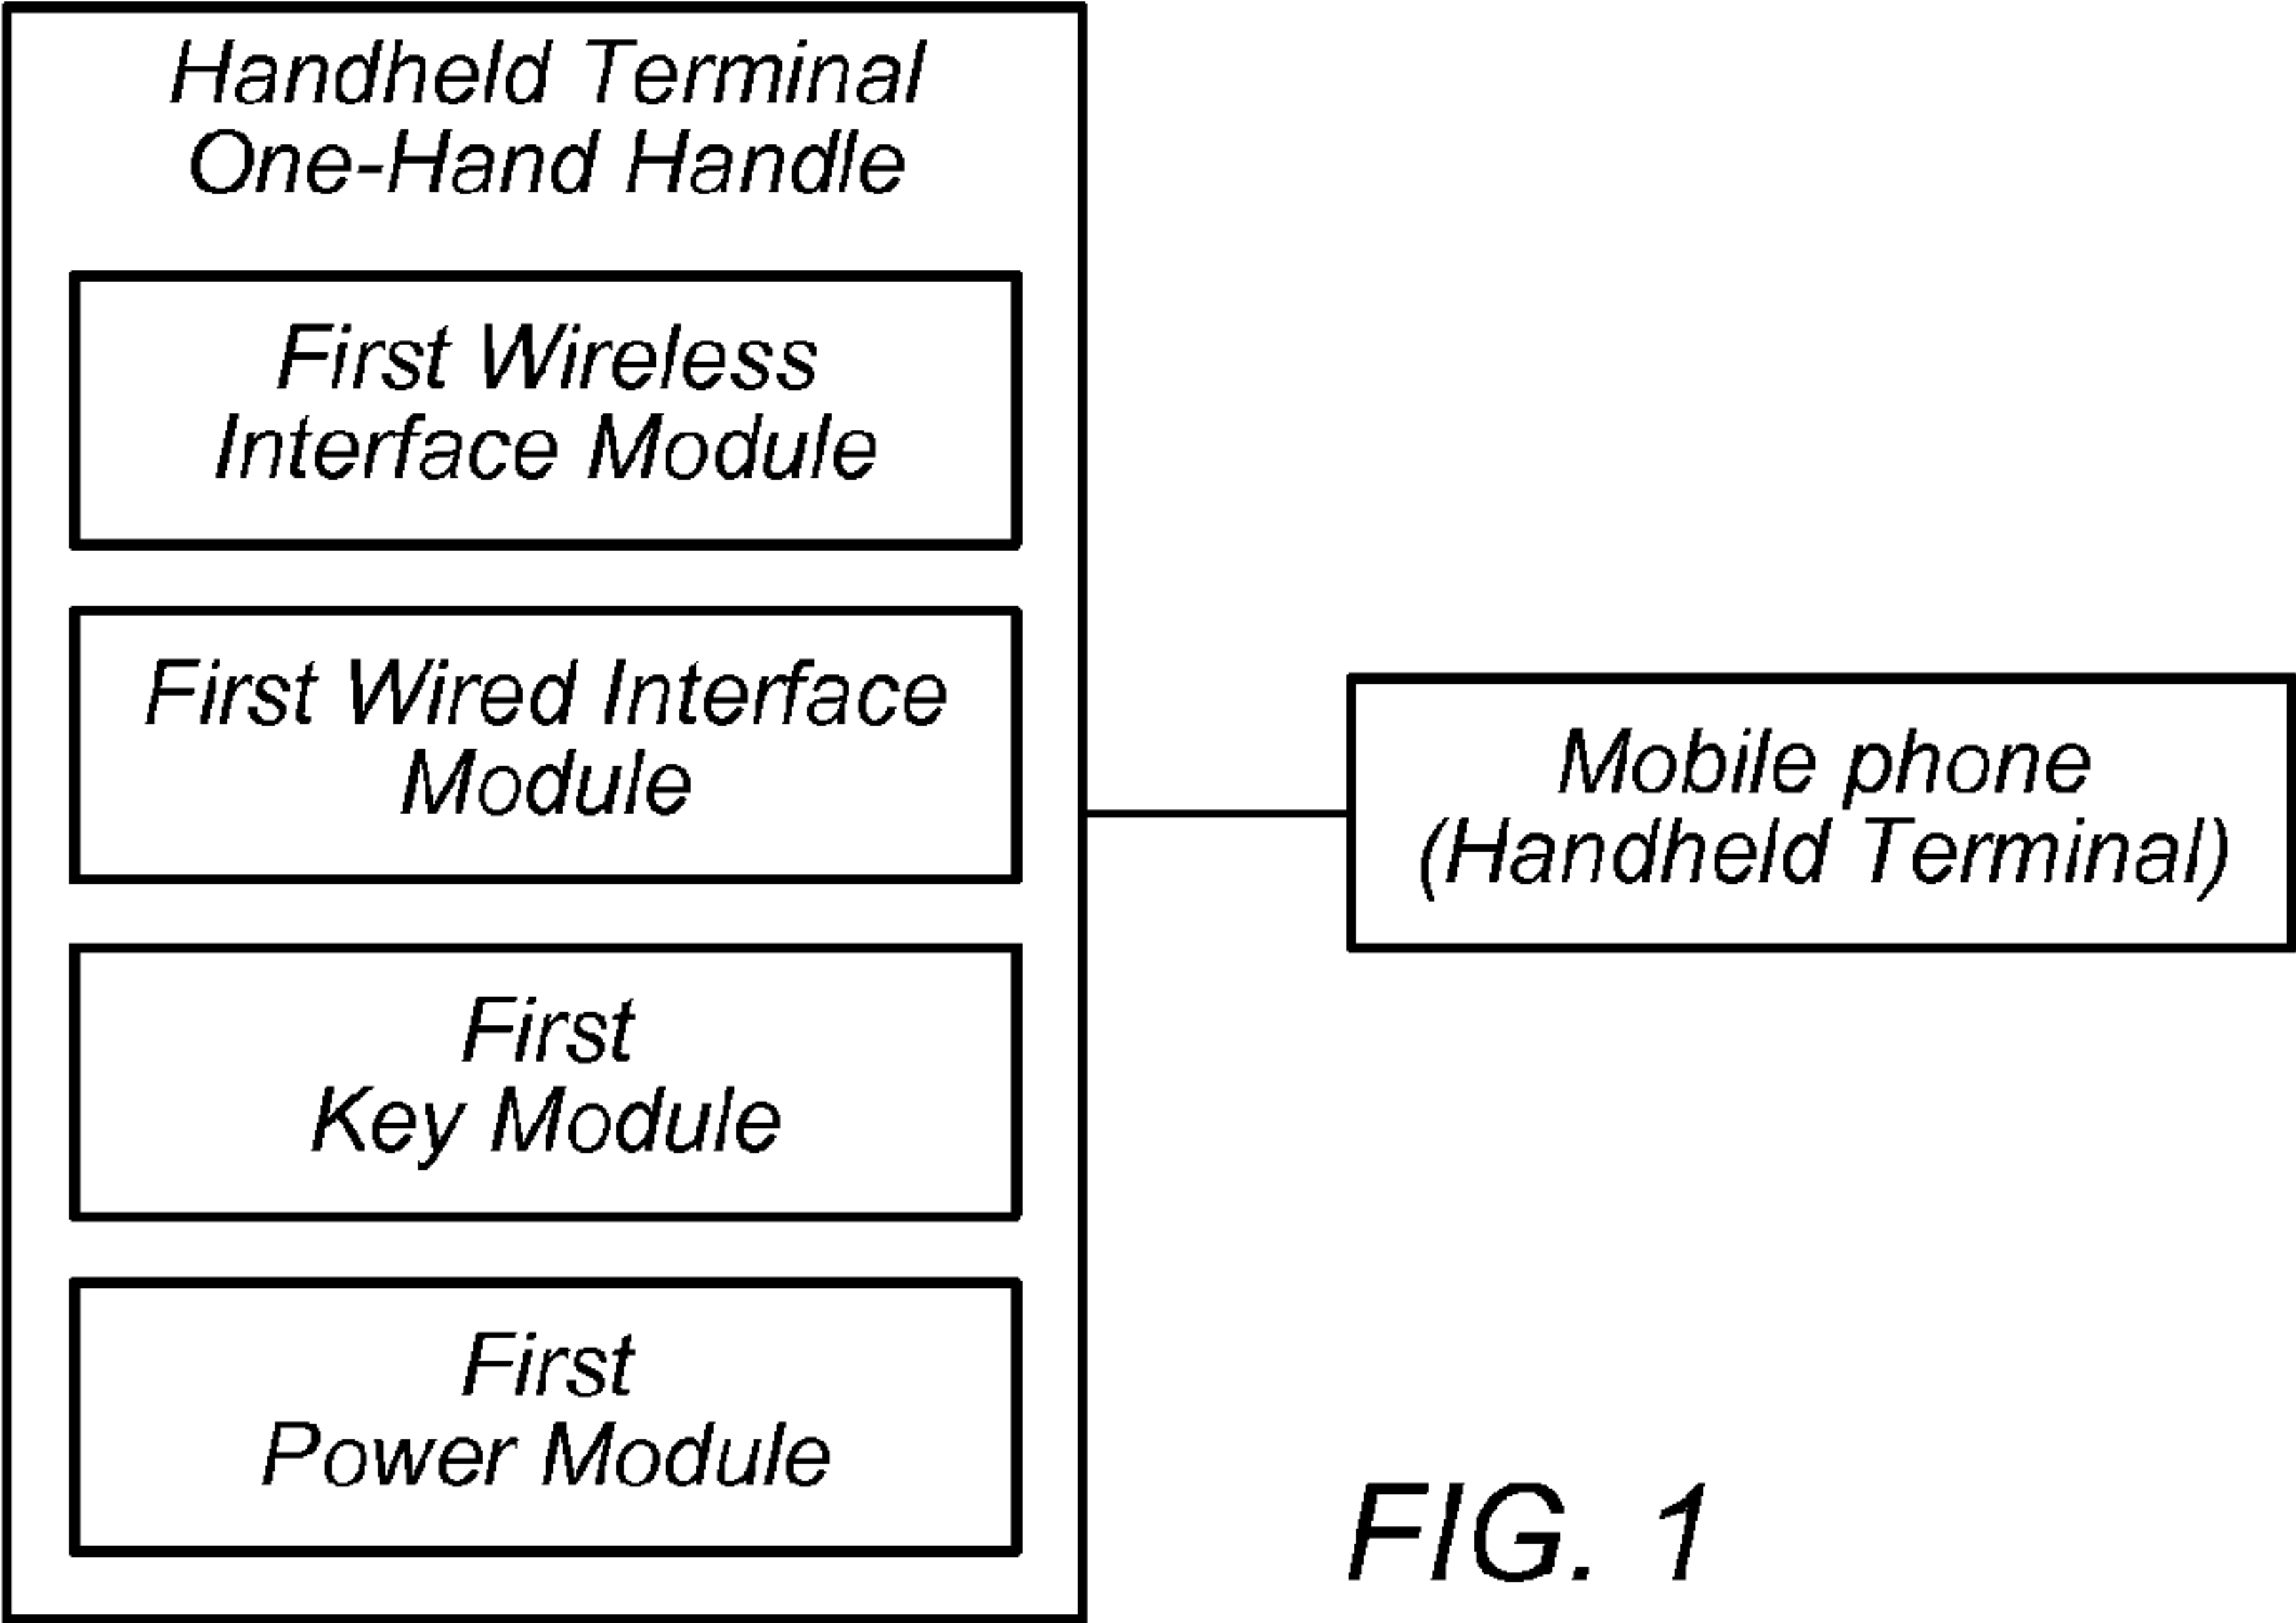 Handheld Terminal
One-Hand Handle
First Wireless
Interface Module
First Wired Interface
Module
First
Key Module
First
Power Module
Mobile phone
(Handheld Terminal)
FIG. 1